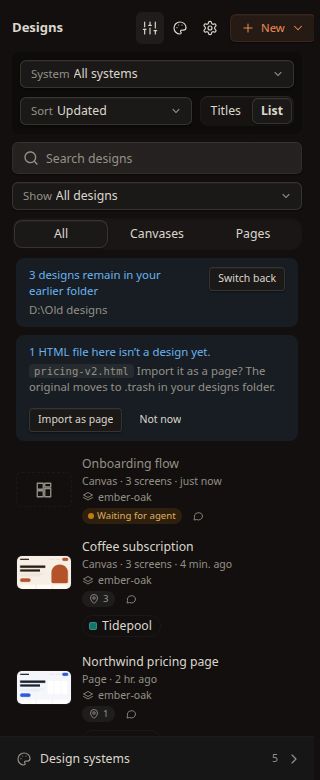 Designs
New
System All systems
Sort Updated
Titles
List
Search designs
Show All designs
All
Canvases
Pages
3 designs remain in your
earlier folder
Switch back
D:\Old designs
1 HTML file here isn't a design yet.
pricing-v2.html Import it as a page? The
original moves to .trash in your designs folder.
Import as page
Not now
Onboarding flow
Canvas · 3 screens · just now
ember-oak
Waiting for agent
Coffee subscription
Canvas · 3 screens · 4 min. ago
ember-oak
3
Tidepool
Northwind pricing page
Page · 2 hr. ago
ember-oak
1
Design systems
5